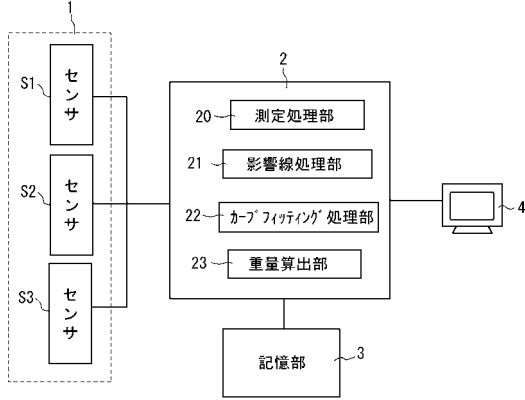 1
S1
センサ
S2
センサ
S3
センサ
2
20
測定処理部
21
影響線処理部
22
カーブフィッティング処理部
23
重量算出部
4
記憶部
3